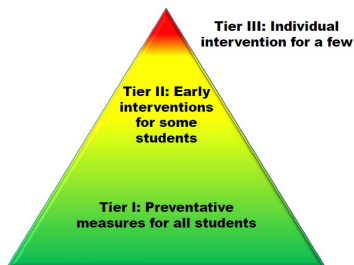 Tier III: Individual
intervention for a few
Tier II: Early
interventions
for some
students
Tier I: Preventative
measures for all students